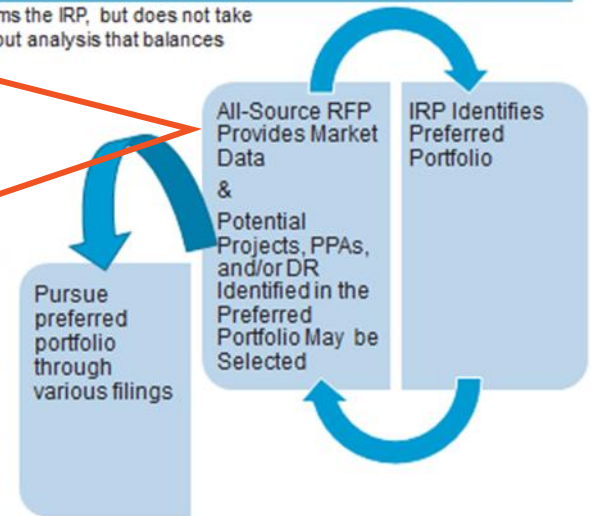 ms the IRP, but does not take
out analysis that balances
All-Source RFP
Provides Market
Data
&
Potential
Projects, PPAs,
and/or DR
Identified in the
Preferred
Portfolio May be
Selected
IRP Identifies
Preferred
Portfolio
Pursue
preferred
portfolio
through
various filings